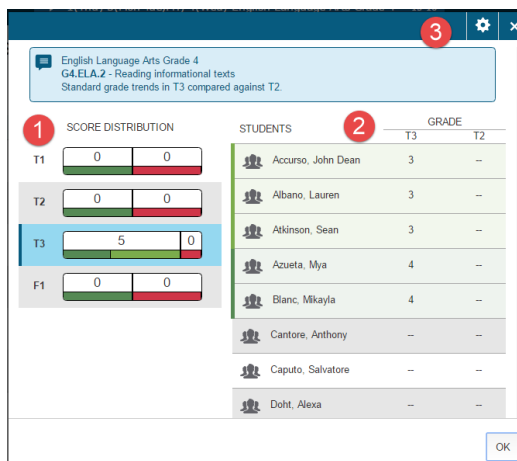 3
English Language Arts Grade 4
G4.ELA.2 - Reading informational texts
Standard grade trends in T3 compared against T2.
1
SCORE DISTRIBUTION
2
STUDENTS
GRADE
T3 T2
T1 0 0
T2 0 0
T3 5 0
F1 0 0
Accurso, John Dean 3 --
Albano, Lauren 3 --
Atkinson, Sean 3 --
Azueta, Mya 4 --
Blanc, Mikayla 4 --
Cantore, Anthony -- --
Caputo, Salvatore -- --
Doht, Alexa -- --
OK